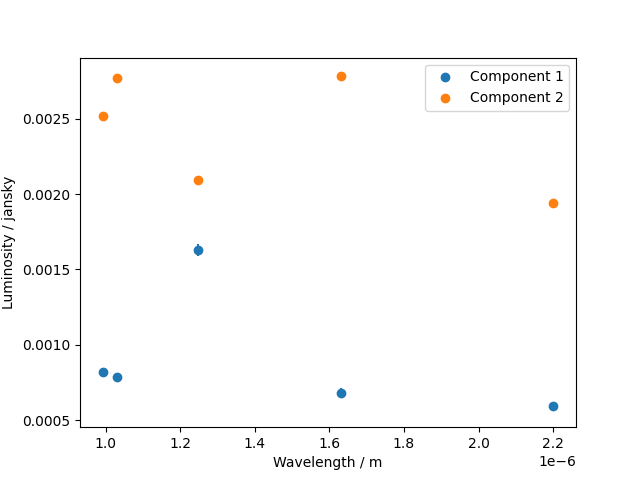 Component 1
Component 2
0.0025
0.0020
0.0015
0.0010
0.0005
Luminosity / jansky
1.0 1.2 1.4 1.6 1.8 2.0 2.2
1e−6
Wavelength / m